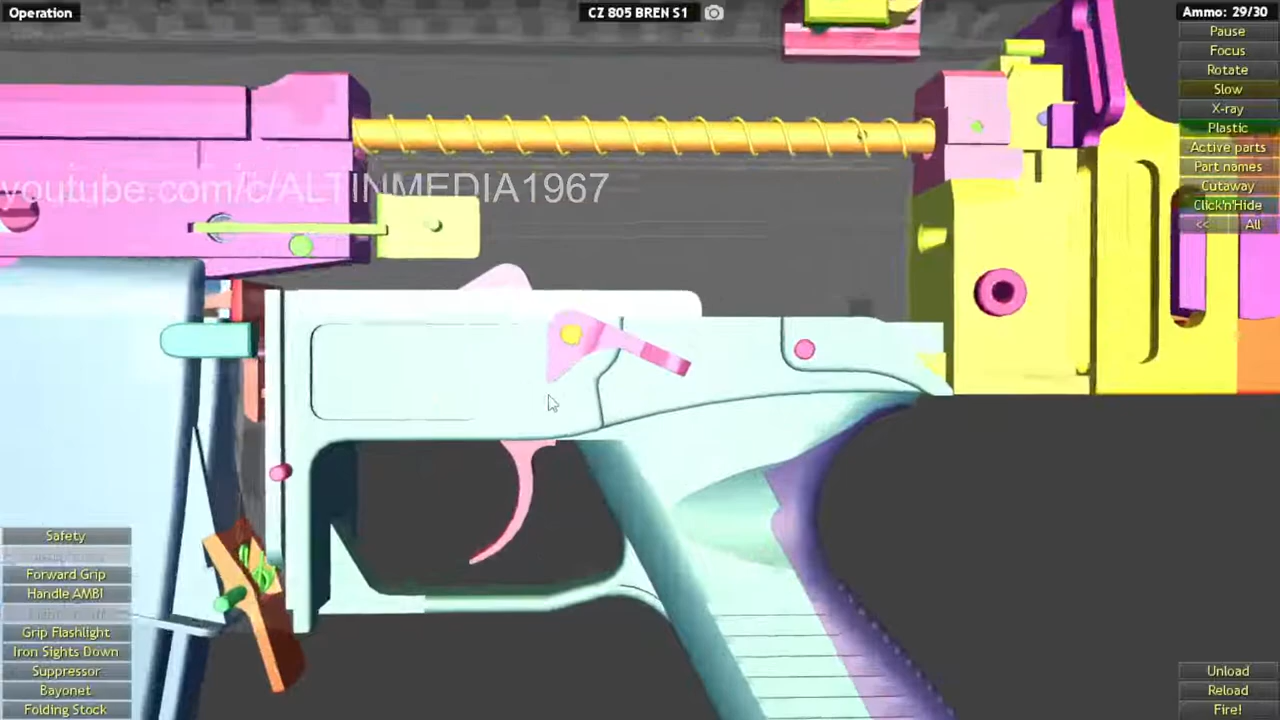 Operation
CZ 805 BREN S1
Ammo: 29/30
Pause
Focus
Rotate
Slow
X-ray
Plastic
Active parts
Part names
Cutaway
Click'n'Hide
<< All
youtube.com/c/ALTINMEDIA1967
Safety
Forward Grip
Handle AMBI
Grip Flashlight
Iron Sights Down
Suppressor
Bayonet
Folding Stock
Unload
Reload
Fire!